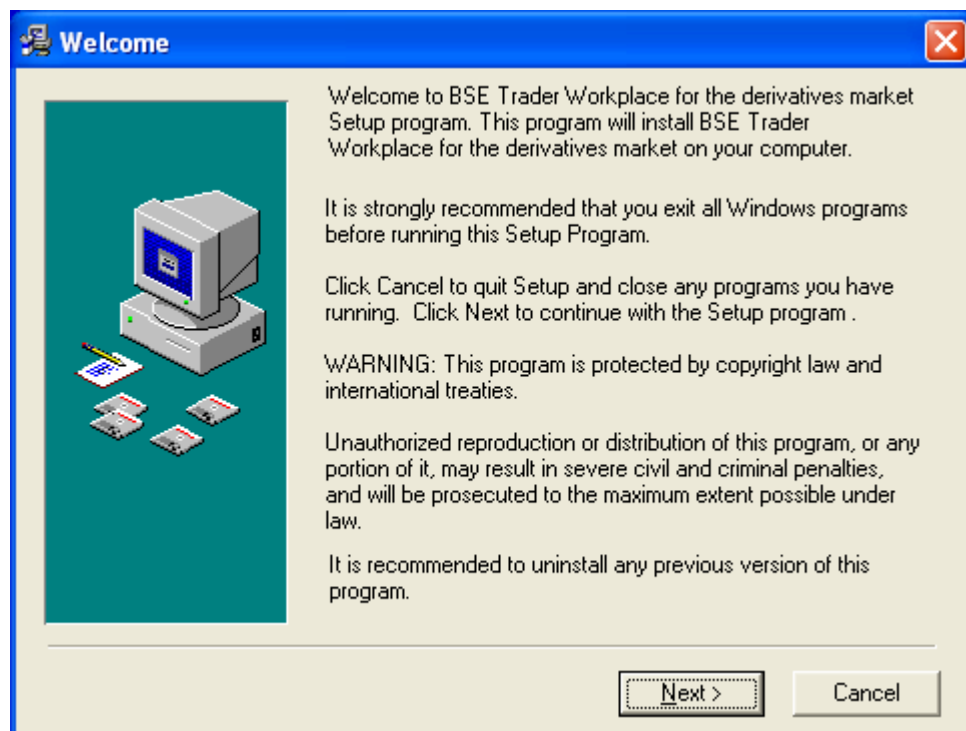 Welcome
Welcome to BSE Trader Workplace for the derivatives market
Setup program. This program will install BSE Trader
Workplace for the derivatives market on your computer.
It is strongly recommended that you exit all Windows programs
before running this Setup Program.
Click Cancel to quit Setup and close any programs you have
running.  Click Next to continue with the Setup program .
WARNING: This program is protected by copyright law and
international treaties.
Unauthorized reproduction or distribution of this program, or any
portion of it, may result in severe civil and criminal penalties,
and will be prosecuted to the maximum extent possible under
law.
It is recommended to uninstall any previous version of this
program.
Next >
Cancel